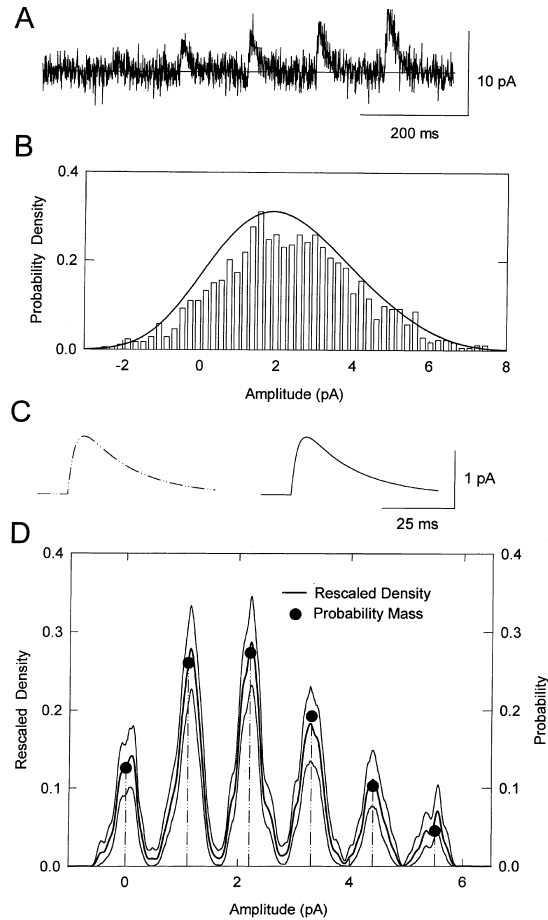 A
10 pA
200 ms
B
0.4
0.2
0.0
Probability Density
-2 0 2 4 6 8
Amplitude (pA)
C
1 pA
25 ms
D
0.4 0.4
Rescaled Density
Probability Mass
0.3 0.3
0.2 0.2
0.1 0.1
0.0 0.0
Rescaled Density
Probability
0 2 4 6
Amplitude (pA)